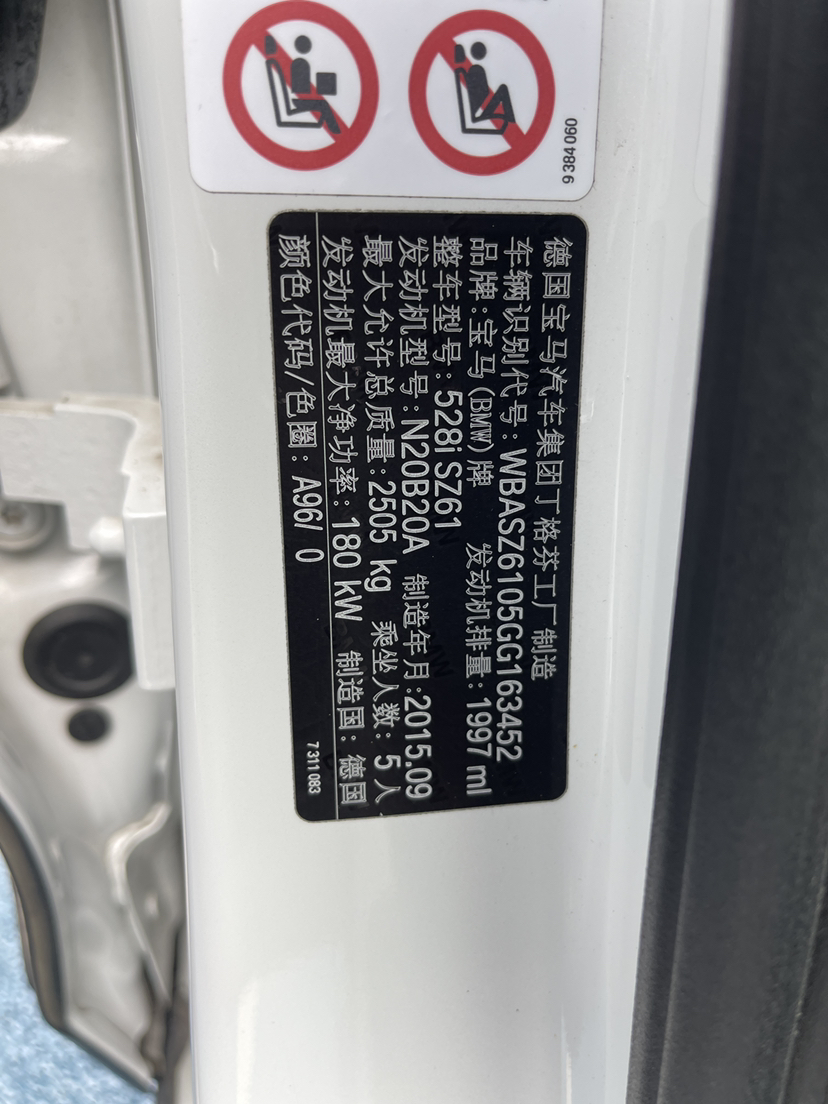 9 384 060
德国宝马汽车集团丁格芬工厂 制造
车辆识别代号: WBASZ6105GG163452
品牌:宝马(BMW)牌 发动机排量:1997 ml
整车型号: 528i SZ61
发动机型号:N20B20A 制造年月:2015.09
最大允许总质量:2505 kg 乘坐人数: 5 人
发动机最大净功率: 180 kW 制造国: 德国
颜色代码/色圈: A96/ 0
7 311 083